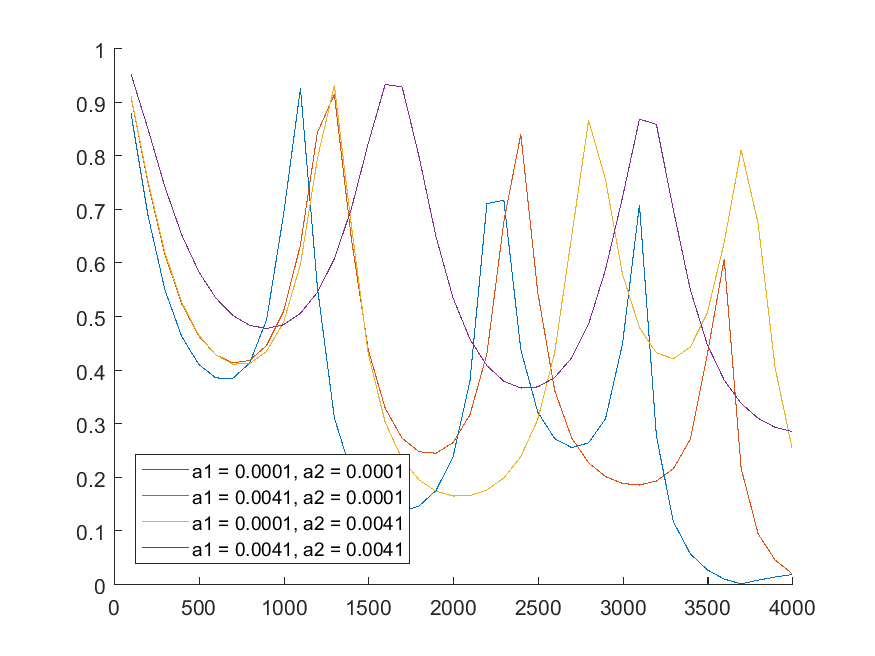 1
0.9
0.8
0.7
0.6
0.5
0.4
0.3
0.2
0.1
0
a1 = 0.0001, a2 = 0.0001
a1 = 0.0041, a2 = 0.0001
a1 = 0.0001, a2 = 0.0041
a1 = 0.0041, a2 = 0.0041
0 500 1000 1500 2000 2500 3000 3500 4000